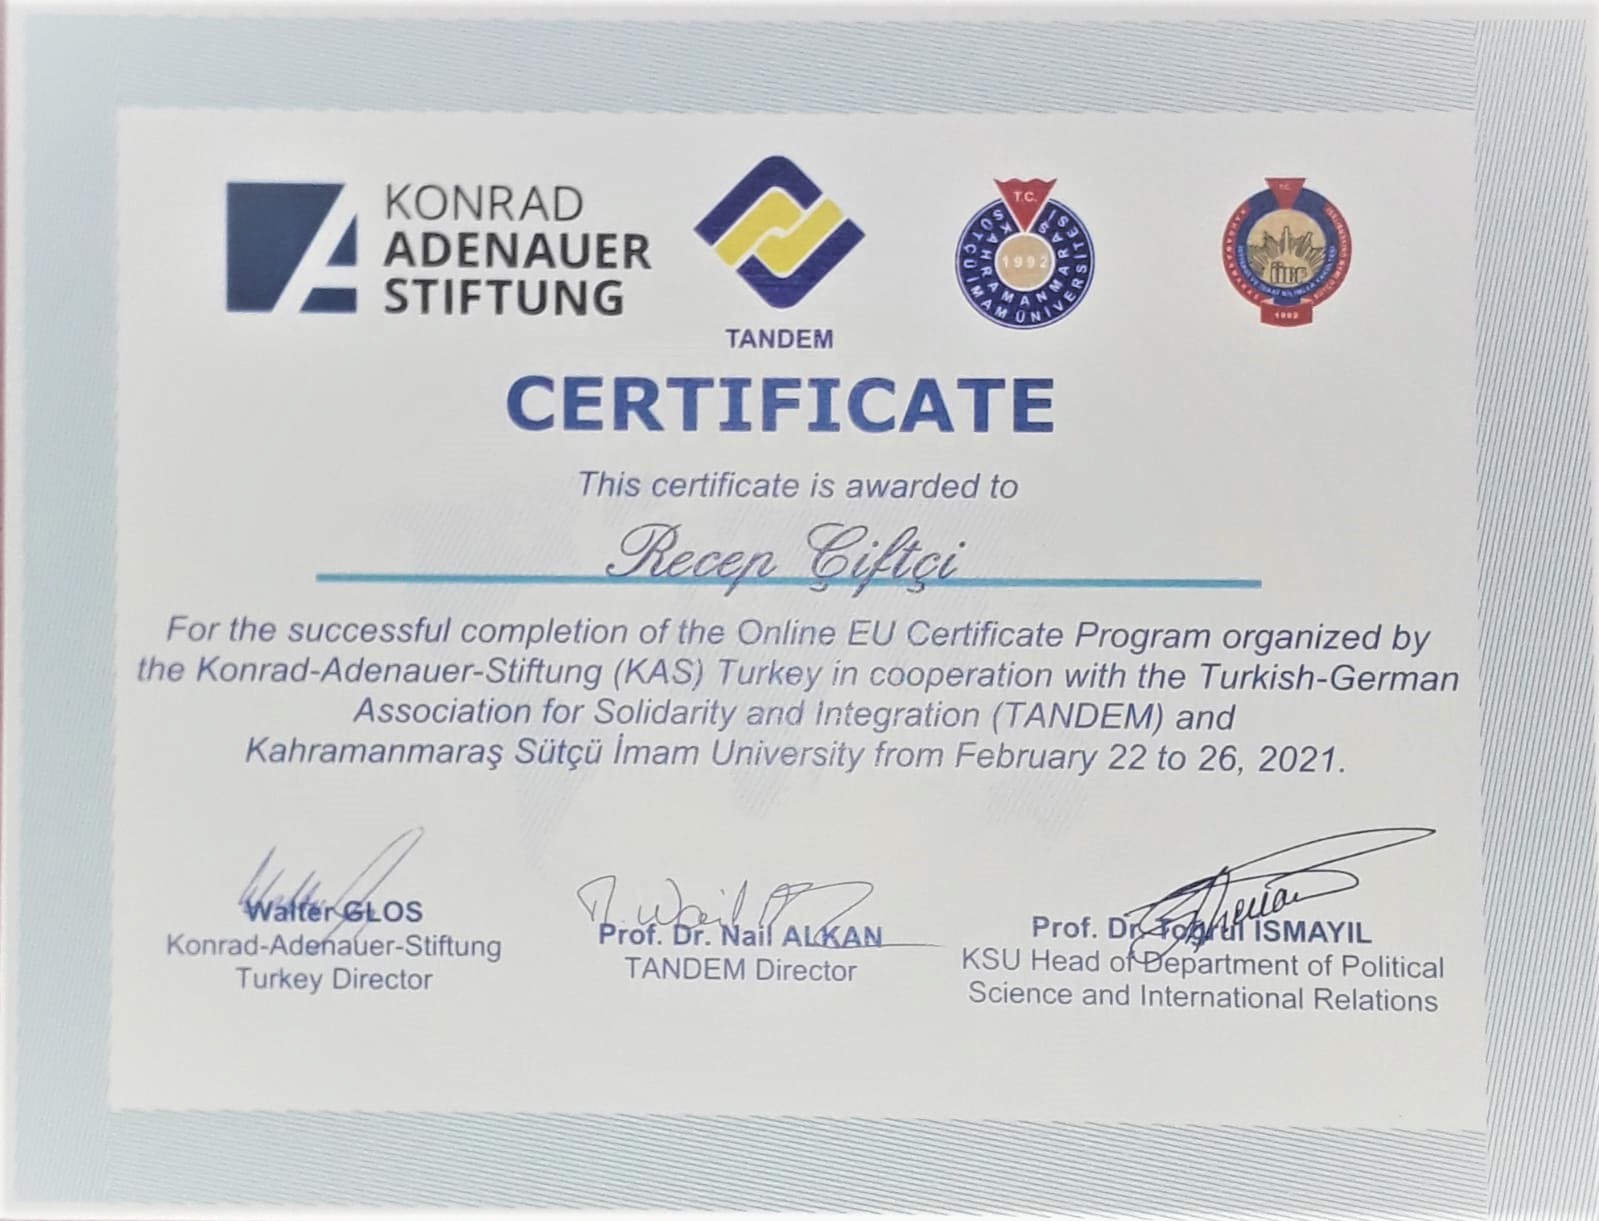 KONRAD
ADENAUER
STIFTUNG
TANDEM
T.C.
KAHRAMANMARAŞ
SÜTÇÜ İMAM ÜNİVERSİTESİ
1992
T.C.
1992
CERTIFICATE
This certificate is awarded to
Recep Çiftçi
For the successful completion of the Online EU Certificate Program organized by
the Konrad-Adenauer-Stiftung (KAS) Turkey in cooperation with the Turkish-German
Association for Solidarity and Integration (TANDEM) and
Kahramanmaraş Sütçü İmam University from February 22 to 26, 2021.
Walter GLOS
Konrad-Adenauer-Stiftung
Turkey Director
Prof. Dr. Nail ALKAN
TANDEM Director
Prof. Dr. Toğrul ISMAYIL
KSU Head of Department of Political
Science and International Relations